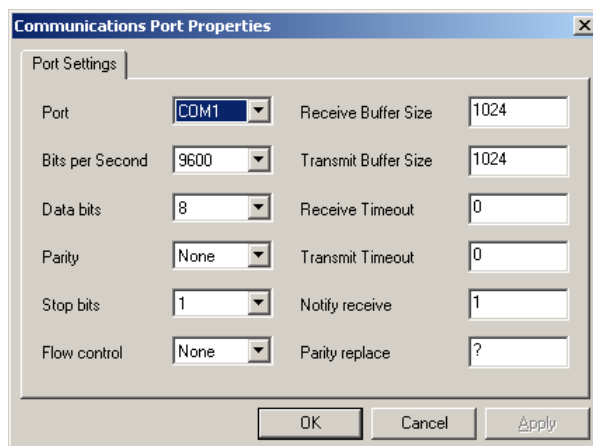 Communications Port Properties
Port Settings
Port COM1 Receive Buffer Size 1024
Bits per Second 9600 Transmit Buffer Size 1024
Data bits 8 Receive Timeout 0
Parity None Transmit Timeout 0
Stop bits 1 Notify receive 1
Flow control None Parity replace ?
OK Cancel Apply